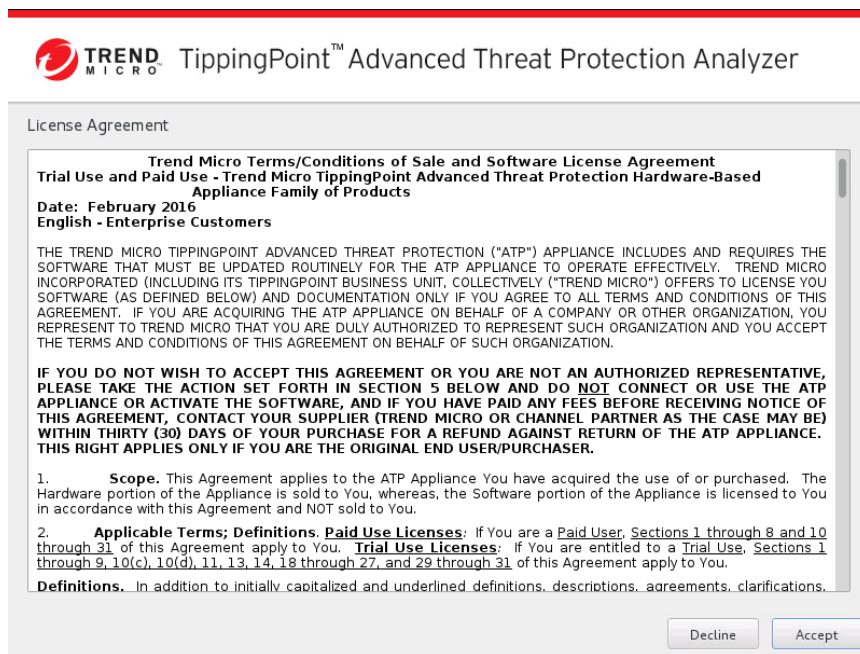 TREND MICRO TippingPoint™ Advanced Threat Protection Analyzer
License Agreement
Trend Micro Terms/Conditions of Sale and Software License Agreement
Trial Use and Paid Use - Trend Micro TippingPoint Advanced Threat Protection Hardware-Based
Appliance Family of Products
Date: February 2016
English - Enterprise Customers
THE TREND MICRO TIPPINGPOINT ADVANCED THREAT PROTECTION ("ATP") APPLIANCE INCLUDES AND REQUIRES THE
SOFTWARE THAT MUST BE UPDATED ROUTINELY FOR THE ATP APPLIANCE TO OPERATE EFFECTIVELY. TREND MICRO
INCORPORATED (INCLUDING ITS TIPPINGPOINT BUSINESS UNIT, COLLECTIVELY ("TREND MICRO") OFFERS TO LICENSE YOU
SOFTWARE (AS DEFINED BELOW) AND DOCUMENTATION ONLY IF YOU AGREE TO ALL TERMS AND CONDITIONS OF THIS
AGREEMENT. IF YOU ARE ACQUIRING THE ATP APPLIANCE ON BEHALF OF A COMPANY OR OTHER ORGANIZATION, YOU
REPRESENT TO TREND MICRO THAT YOU ARE DULY AUTHORIZED TO REPRESENT SUCH ORGANIZATION AND YOU ACCEPT
THE TERMS AND CONDITIONS OF THIS AGREEMENT ON BEHALF OF SUCH ORGANIZATION.
IF YOU DO NOT WISH TO ACCEPT THIS AGREEMENT OR YOU ARE NOT AN AUTHORIZED REPRESENTATIVE,
PLEASE TAKE THE ACTION SET FORTH IN SECTION 5 BELOW AND DO NOT CONNECT OR USE THE ATP
APPLIANCE OR ACTIVATE THE SOFTWARE, AND IF YOU HAVE PAID ANY FEES BEFORE RECEIVING NOTICE OF
THIS AGREEMENT, CONTACT YOUR SUPPLIER (TREND MICRO OR CHANNEL PARTNER AS THE CASE MAY BE)
WITHIN THIRTY (30) DAYS OF YOUR PURCHASE FOR A REFUND AGAINST RETURN OF THE ATP APPLIANCE.
THIS RIGHT APPLIES ONLY IF YOU ARE THE ORIGINAL END USER/PURCHASER.
1. Scope. This Agreement applies to the ATP Appliance You have acquired the use of or purchased. The
Hardware portion of the Appliance is sold to You, whereas, the Software portion of the Appliance is licensed to You
in accordance with this Agreement and NOT sold to You.
2. Applicable Terms; Definitions. Paid Use Licenses: If You are a Paid User, Sections 1 through 8 and 10
through 31 of this Agreement apply to You. Trial Use Licenses: If You are entitled to a Trial Use, Sections 1
through 9, 10(c), 10(d), 11, 13, 14, 18 through 27, and 29 through 31 of this Agreement apply to You.
Definitions. In addition to initially capitalized and underlined definitions, descriptions, agreements, clarifications,
Decline
Accept